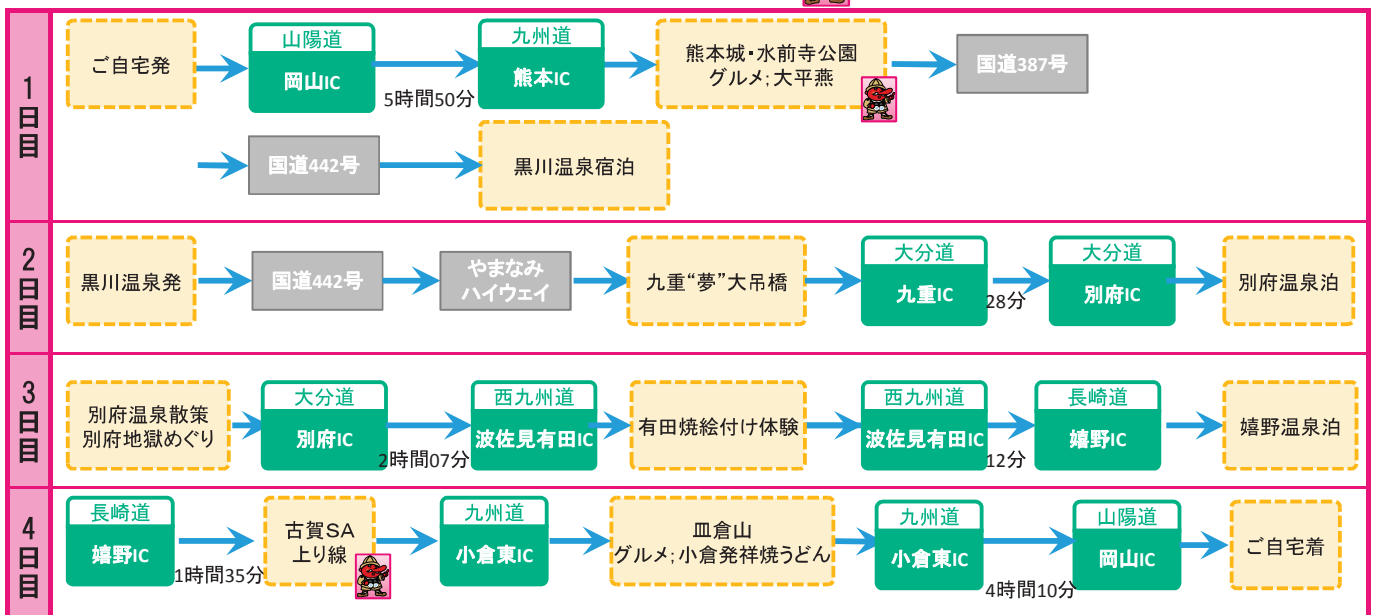 1日目
ご自宅発
山陽道
岡山IC
5時間50分
九州道
熊本IC
熊本城・水前寺公園
グルメ;大平燕
国道387号
国道442号
黒川温泉宿泊
2日目
黒川温泉発
国道442号
やまなみ
ハイウェイ
九重“夢”大吊橋
大分道
九重IC
28分
大分道
別府IC
別府温泉泊
3日目
別府温泉散策
別府地獄めぐり
大分道
別府IC
2時間07分
西九州道
波佐見有田IC
有田焼絵付け体験
西九州道
波佐見有田IC
12分
長崎道
嬉野IC
嬉野温泉泊
4日目
長崎道
嬉野IC
1時間35分
古賀SA
上り線
九州道
小倉東IC
皿倉山
グルメ;小倉発祥焼うどん
九州道
小倉東IC
4時間10分
山陽道
岡山IC
ご自宅着